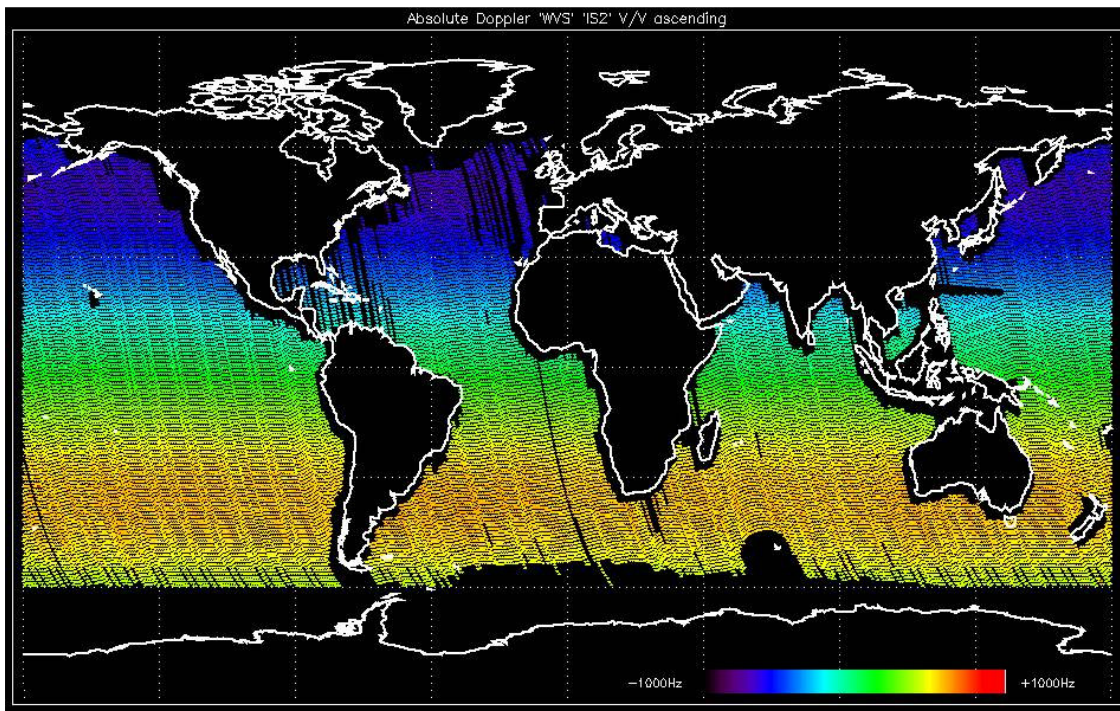 Absolute Doppler 'WVS' 'IS2' V/V ascending
-1000Hz
+1000Hz